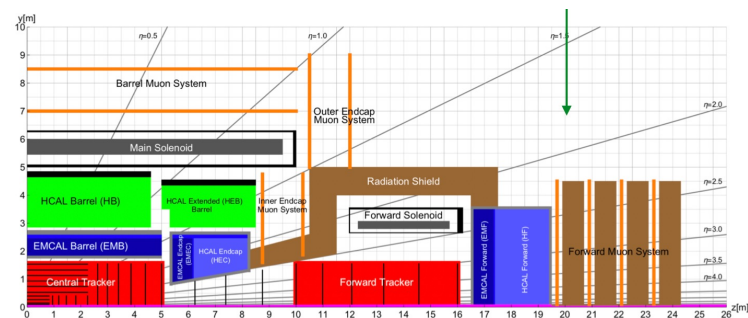 y[m]
10
9
8
7
6
5
4
3
2
1
0
η=0.5
η=1.0
η=1.5
η=2.0
η=2.5
η=3.0
η=3.5
η=4.0
Barrel Muon System
Outer Endcap
Muon System
Main Solenoid
Radiation Shield
HCAL Barrel (HB)
HCAL Extended (HEB)
Barrel
Inner Endcap
Muon System
Forward Solenoid
EMCAL Barrel (EMB)
EMCAL Endcap
(EMEC)
HCAL Endcap
(HEC)
EMCAL Forward (EMF)
HCAL Forward (HF)
Forward Muon System
Central Tracker
Forward Tracker
0 1 2 3 4 5 6 7 8 9 10 11 12 13 14 15 16 17 18 19 20 21 22 23 24 25 26
z[m]